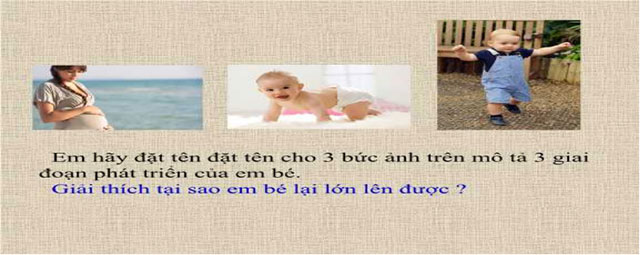 Em hãy đặt tên đặt tên cho 3 bức ảnh trên mô tả 3 giai
đoạn phát triển của em bé.
Giải thích tại sao em bé lại lớn lên được ?